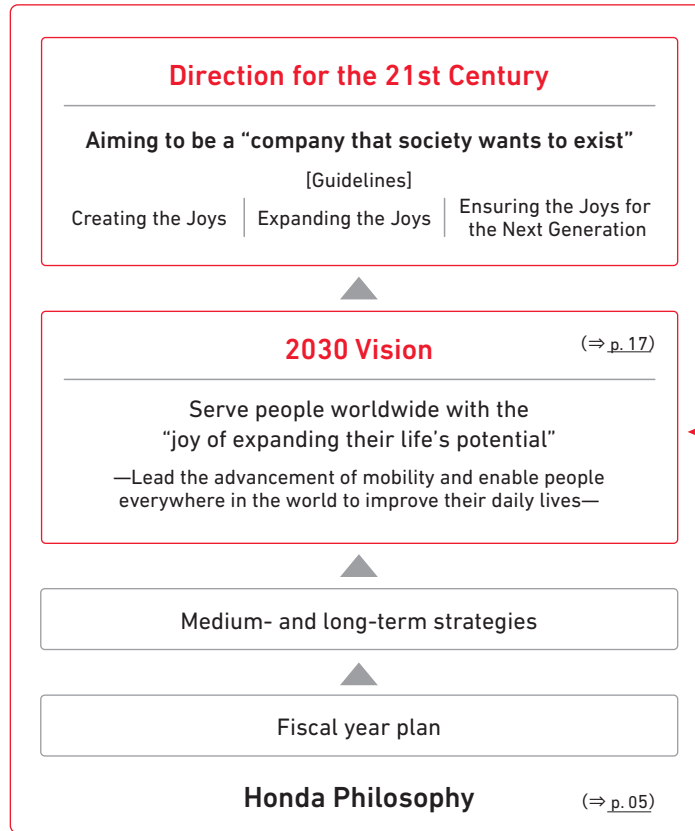 Direction for the 21st Century
Aiming to be a “company that society wants to exist”
[Guidelines]
Creating the Joys
Expanding the Joys
Ensuring the Joys for
the Next Generation
2030 Vision
(⇒ p. 17)
Serve people worldwide with the
“joy of expanding their life’s potential”
—Lead the advancement of mobility and enable people
everywhere in the world to improve their daily lives—
Medium- and long-term strategies
Fiscal year plan
Honda Philosophy
(⇒ p. 05)